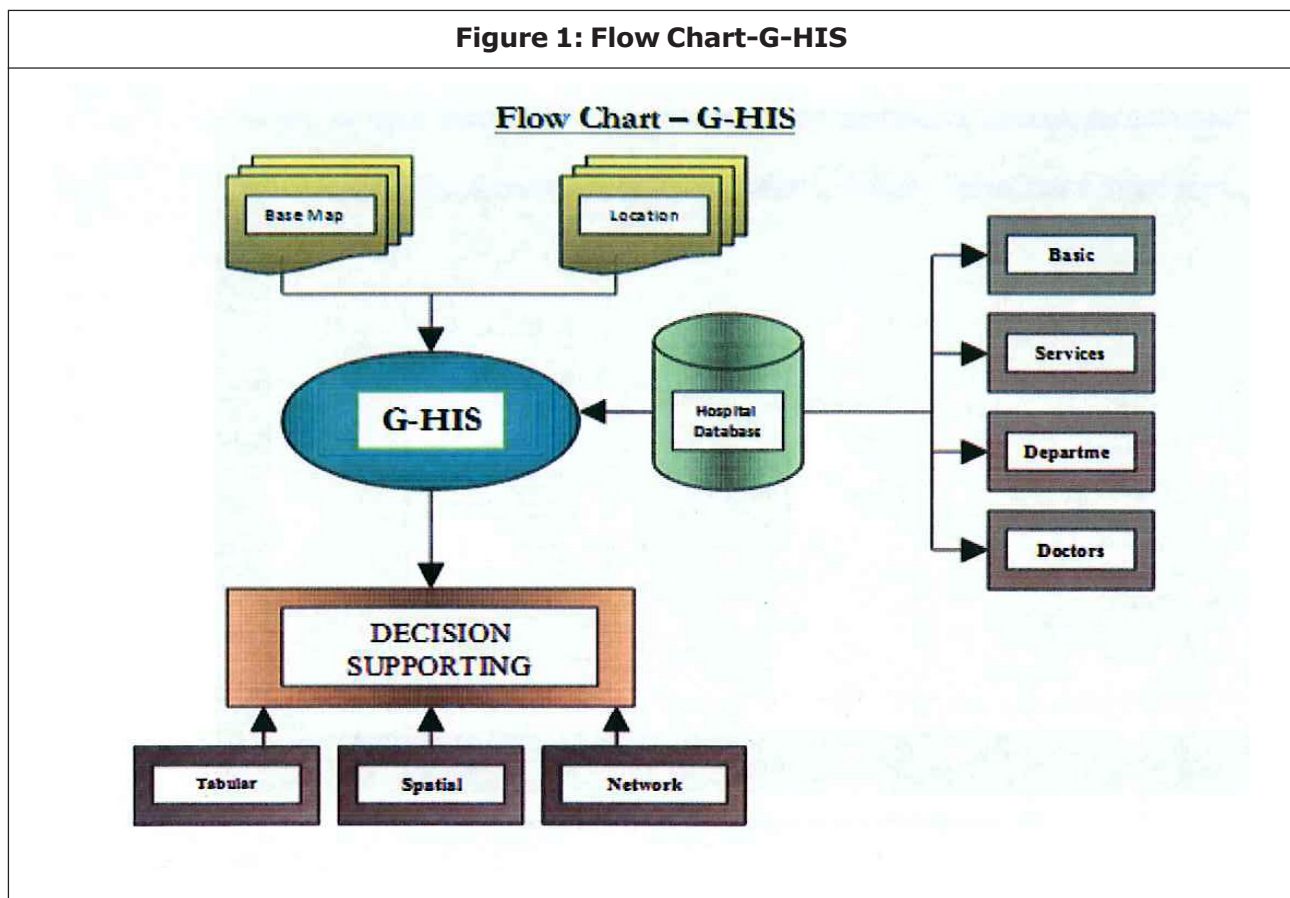 Figure 1: Flow Chart-G-HIS
Flow Chart – G-HIS
Base Map
Location
Basic
Services
G-HIS
Hospital
Database
Departme
Doctors
DECISION
SUPPORTING
Tabular
Spatial
Network